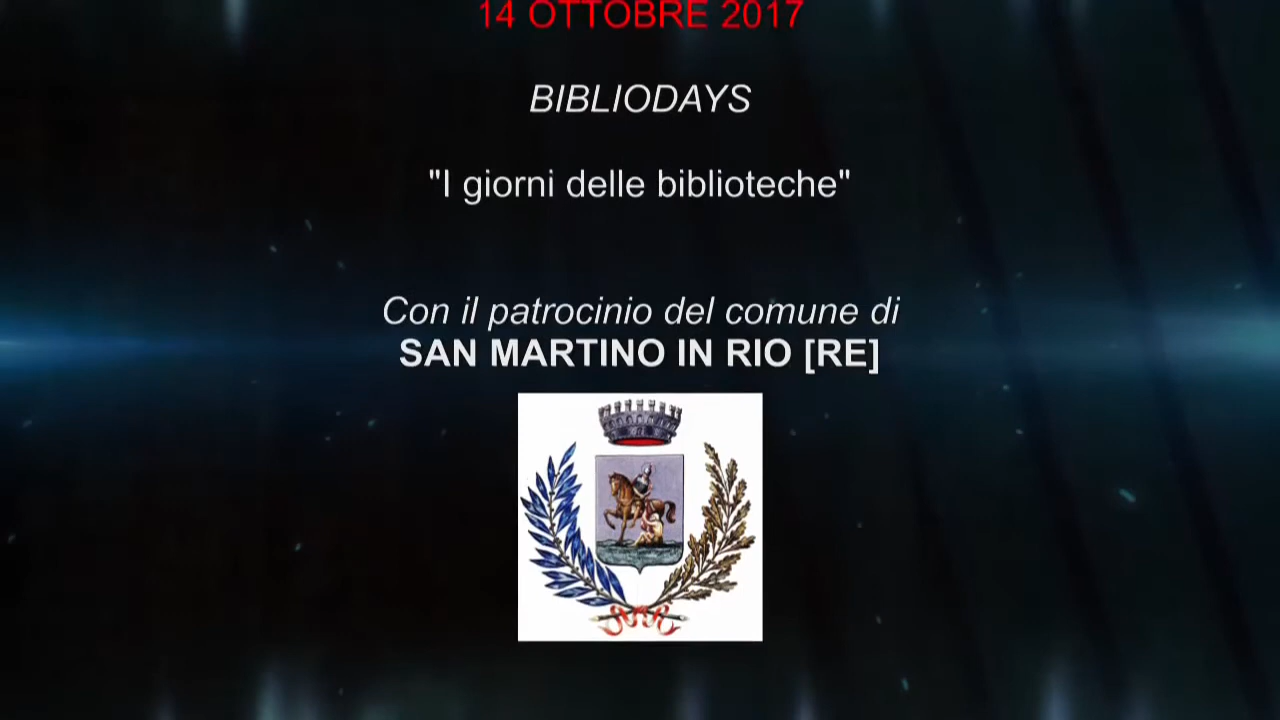 14 OTTOBRE 2017
BIBLIODAYS
"I giorni delle biblioteche"
Con il patrocinio del comune di
SAN MARTINO IN RIO [RE]